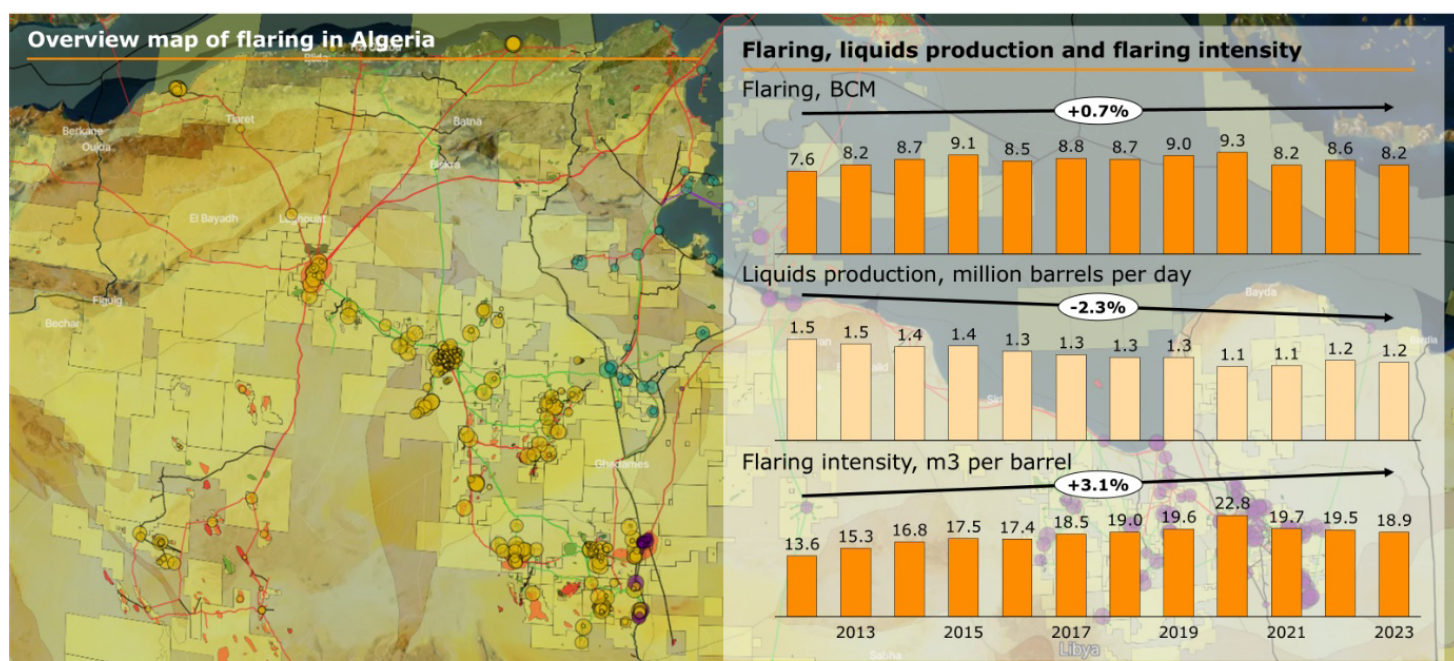 Overview map of flaring in Algeria
Blida
Berkane
Oujda
Tiaret
Batna
Biskra
El Bayadh
Laghouat
Figuig
Bechar
Ghadames
Flaring, liquids production and flaring intensity
Flaring, BCM
+0.7%
7.6 8.2 8.7 9.1 8.5 8.8 8.7 9.0 9.3 8.2 8.6 8.2
Liquids production, million barrels per day
Bayda
-2.3%
1.5 1.5 1.4 1.4 1.3 1.3 1.3 1.3 1.1 1.1 1.2 1.2
Flaring intensity, m3 per barrel
+3.1%
13.6 15.3 16.8 17.5 17.4 18.5 19.0 19.6 22.8 19.7 19.5 18.9
2013 2015 2017 2019 2021 2023
Libya
Sabha